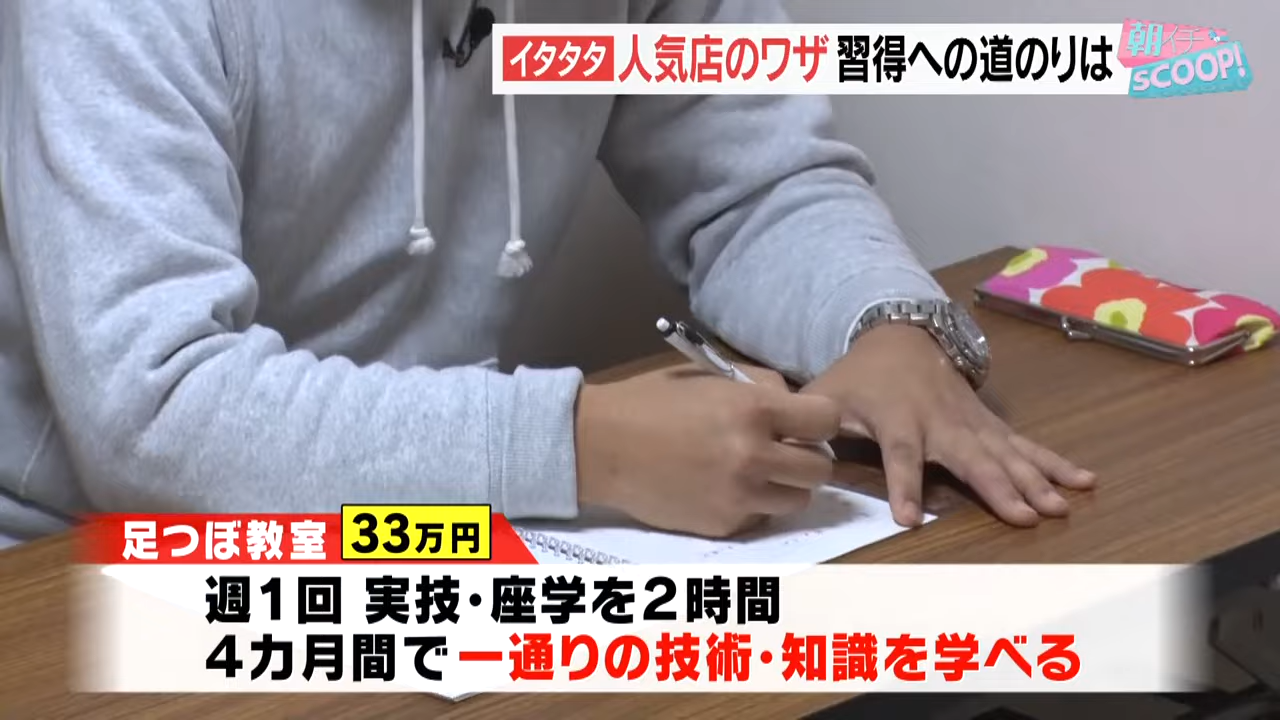 イタタタ 人気店のワザ 習得への道のりは
朝イチ
SCOOP!
足つぼ教室 33万円
週1回 実技・座学を2時間
4カ月間で一通りの技術・知識を学べる